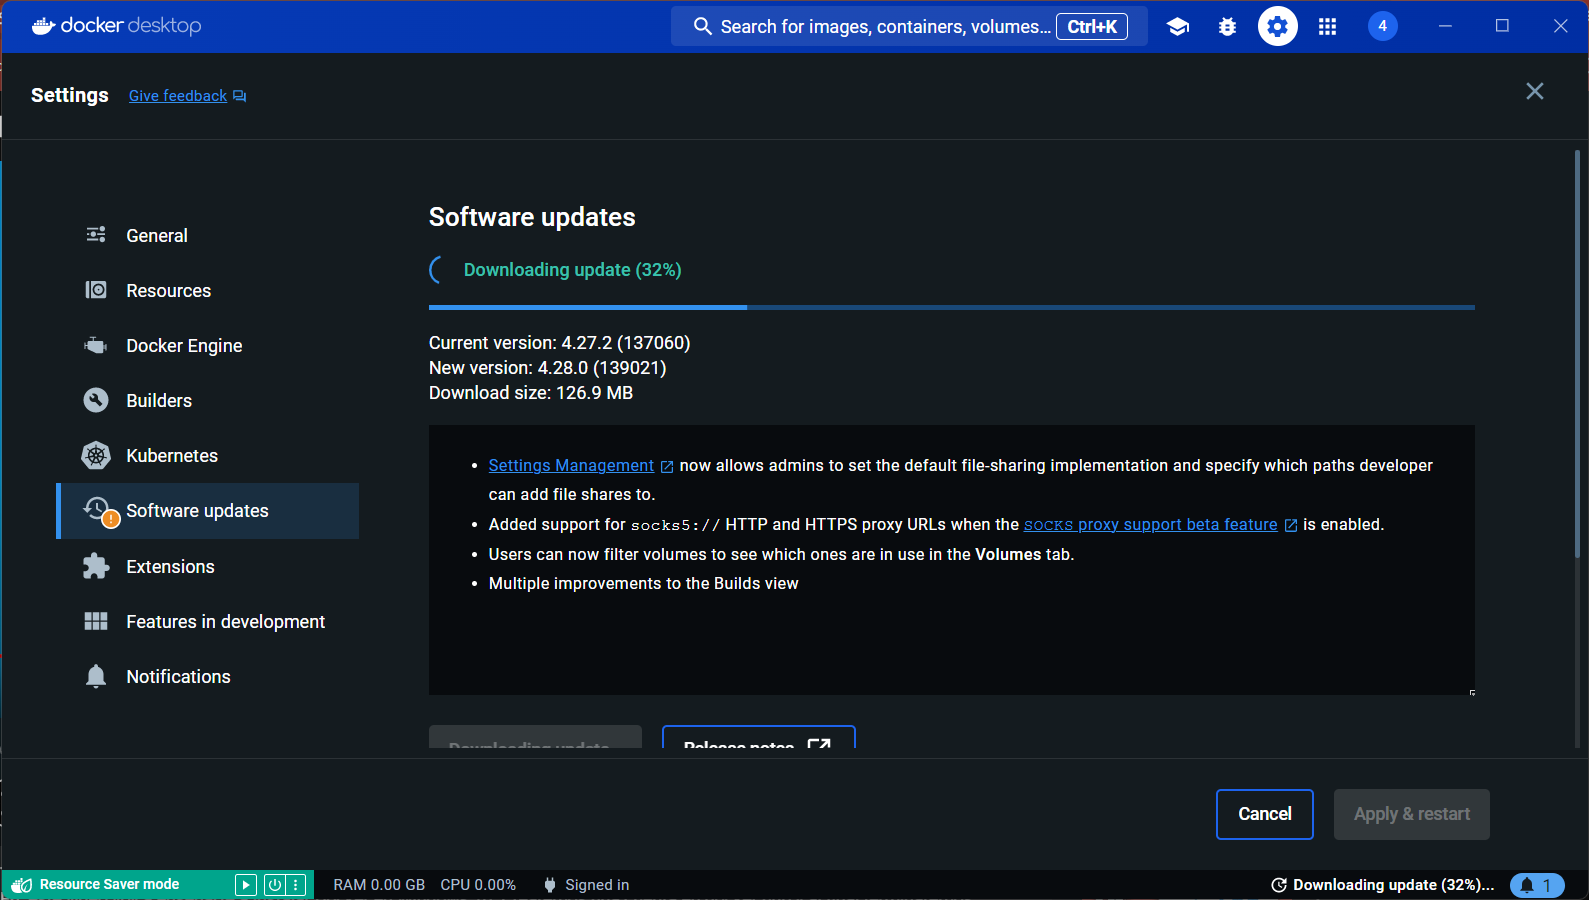 docker desktop
Search for images, containers, volumes... Ctrl+K
4
Settings Give feedback
General
Resources
Docker Engine
Builders
Kubernetes
Software updates
Extensions
Features in development
Notifications
Software updates
Downloading update (32%)
Current version: 4.27.2 (137060)
New version: 4.28.0 (139021)
Download size: 126.9 MB
• Settings Management now allows admins to set the default file-sharing implementation and specify which paths developer
can add file shares to.
• Added support for socks5:// HTTP and HTTPS proxy URLs when the SOCKS proxy support beta feature is enabled.
• Users can now filter volumes to see which ones are in use in the Volumes tab.
• Multiple improvements to the Builds view
Downloading update Release notes
Cancel Apply & restart
Resource Saver mode RAM 0.00 GB CPU 0.00% Signed in Downloading update (32%)... 1